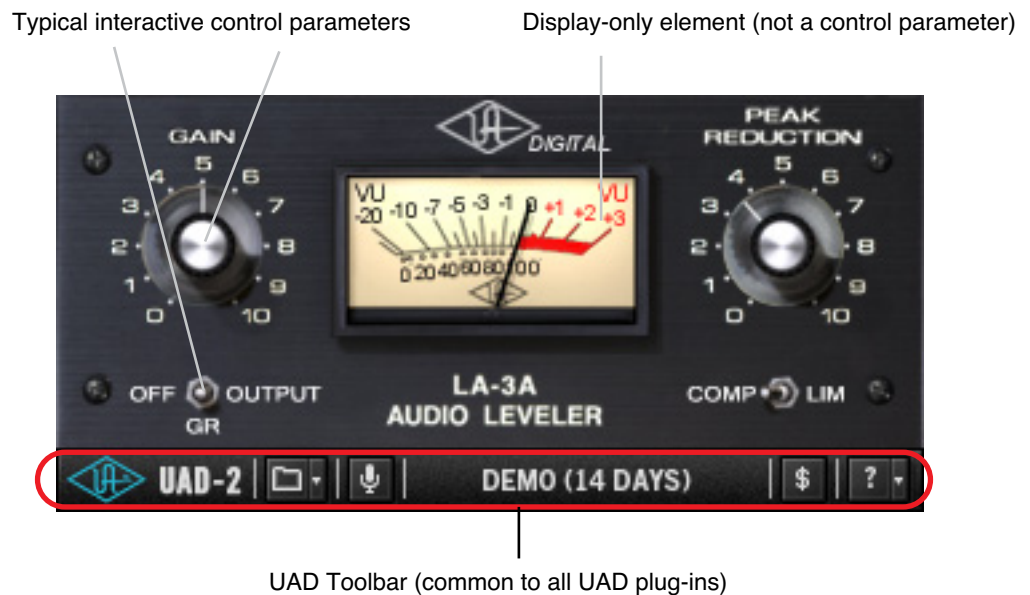 Typical interactive control parameters
Display-only element (not a control parameter)
GAIN
0 1 2 3 4 5 6 7 8 9 10
UA DIGITAL
VU VU
-20 -10 -7 -5 -3 -1 0 +1 +2 +3
0 20 40 60 80 100
PEAK
REDUCTION
0 1 2 3 4 5 6 7 8 9 10
OFF OUTPUT
GR
LA-3A
AUDIO LEVELER
COMP LIM
UAD-2
DEMO (14 DAYS)
$ ?
UAD Toolbar (common to all UAD plug-ins)